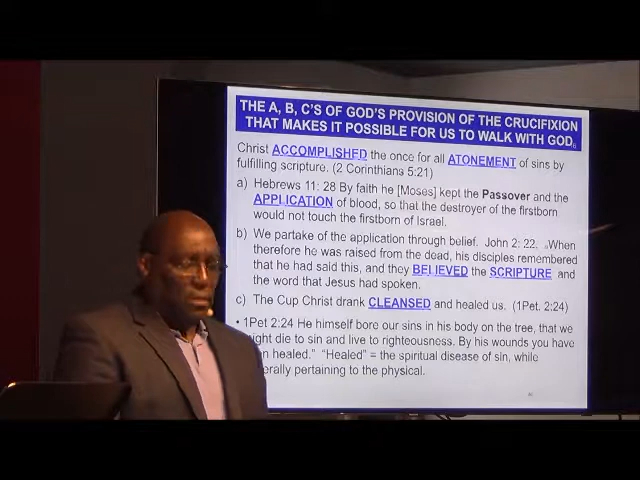 THE A, B, C'S OF GOD'S PROVISION OF THE CRUCIFIXION
THAT MAKES IT POSSIBLE FOR US TO WALK WITH GOD
Christ ACCOMPLISHED the once for all ATONEMENT of sins by
fulfilling scripture. (2 Corinthians 5:21)
a) Hebrews 11: 28 By faith he [Moses] kept the Passover and the
APPLICATION of blood, so that the destroyer of the firstborn
would not touch the firstborn of Israel.
b) We partake of the application through belief. John 2: 22. When
therefore he was raised from the dead, his disciples remembered
that he had said this, and they BELIEVED the SCRIPTURE and
the word that Jesus had spoken.
c) The Cup Christ drank CLEANSED and healed us. (1Pet. 2:24)
• 1Pet 2:24 He himself bore our sins in his body on the tree, that we
die to sin and live to righteousness. By his wounds you have
healed." "Healed" = the spiritual disease of sin, while
pertaining to the physical.